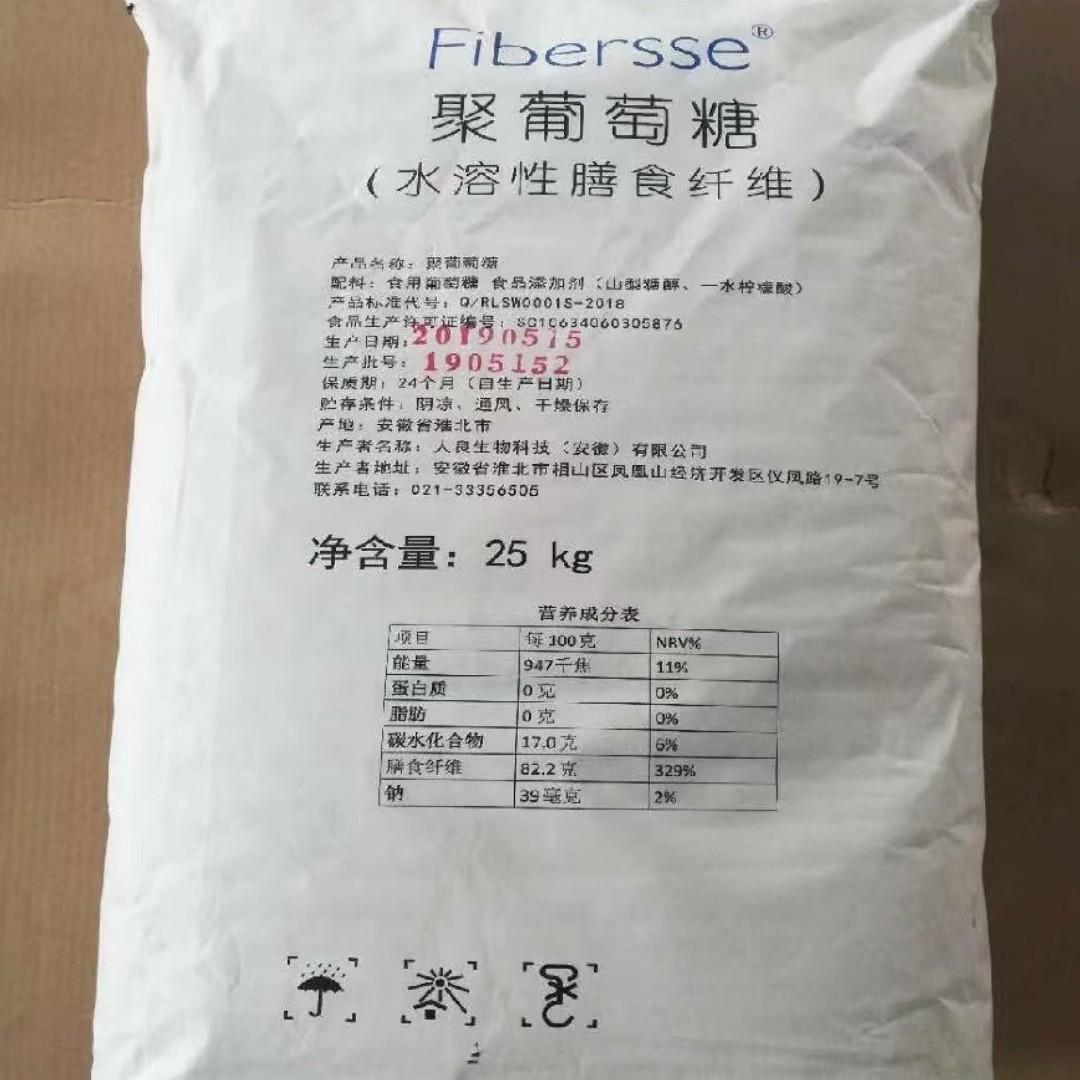 Fibersse®
聚葡萄糖
(水溶性膳食纤维)
产品名称：聚葡萄糖
配料：食用葡萄糖 食品添加剂（山梨糖醇、一水柠檬酸）
产品标准代号：Q/RLSW0001S-2018
食品生产许可证编号：SC10634060305876
生产日期：20190515
生产批号：1905152
保质期：24个月（自生产日期）
贮存条件：阴凉、通风、干燥保存
产地：安徽省淮北市
生产者名称：人良生物科技（安徽）有限公司
生产者地址：安徽省淮北市相山区凤凰山经济开发区仪凤路19-7号
联系电话：021-33356505
净含量：25 kg
营养成分表
项目 每100克 NRV%
能量 947千焦 11%
蛋白质 0克 0%
脂肪 0克 0%
碳水化合物 17.0克 6%
膳食纤维 82.2克 329%
钠 39毫克 2%